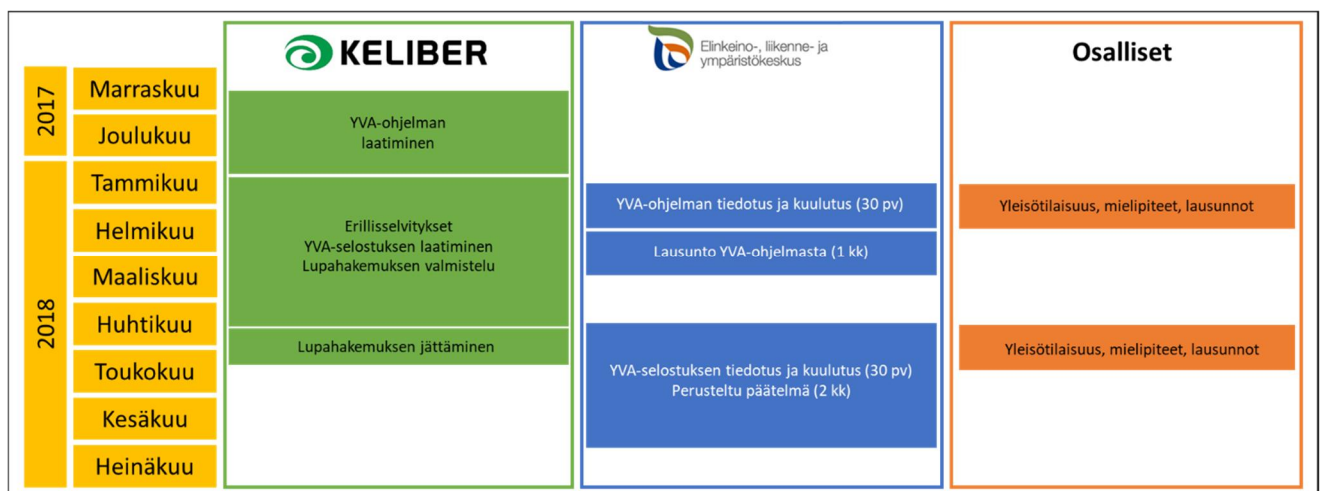 KELIBER
Elinkeino-, liikenne- ja
ympäristökeskus
Osalliset
2017
Marraskuu
Joulukuu
2018
Tammikuu
Helmikuu
Maaliskuu
Huhtikuu
Toukokuu
Kesäkuu
Heinäkuu
YVA-ohjelman
laatiminen
Erillisselvitykset
YVA-selostuksen laatiminen
Lupahakemuksen valmistelu
Lupahakemuksen jättäminen
YVA-ohjelman tiedotus ja kuulutus (30 pv)
Lausunto YVA-ohjelmasta (1 kk)
YVA-selostuksen tiedotus ja kuulutus (30 pv)
Perusteltu päätelmä (2 kk)
Yleisötilaisuus, mielipiteet, lausunnot
Yleisötilaisuus, mielipiteet, lausunnot